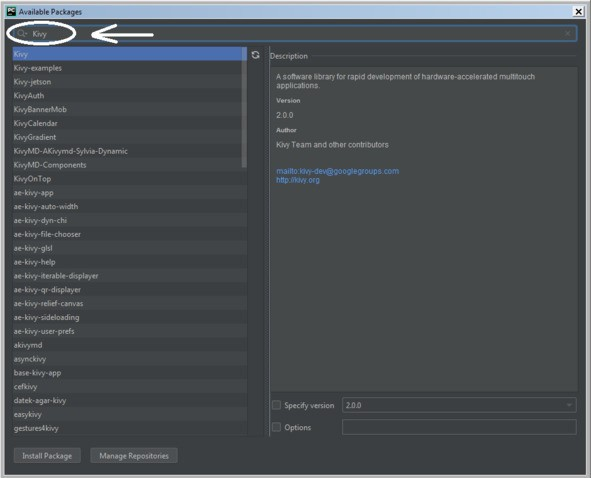 Available Packages
Kivy
Kivy
Kivy-examples
Kivy-jetson
KivyAuth
KivyBannerMob
KivyCalendar
KivyGradient
KivyMD-AKivymd-Sylvia-Dynamic
KivyMD-Components
KivyOnTop
ae-kivy-app
ae-kivy-auto-width
ae-kivy-dyn-chi
ae-kivy-file-chooser
ae-kivy-glsl
ae-kivy-help
ae-kivy-iterable-displayer
ae-kivy-qr-displayer
ae-kivy-relief-canvas
ae-kivy-sideloading
ae-kivy-user-prefs
akivymd
asynckivy
base-kivy-app
cefkivy
datek-agar-kivy
easykivy
gestures4kivy
Description
A software library for rapid development of hardware-accelerated multitouch
applications.
Version
2.0.0
Author
Kivy Team and other contributors
mailto:kivy-dev@googlegroups.com
http://kivy.org
Specify version 2.0.0
Options
Install Package Manage Repositories